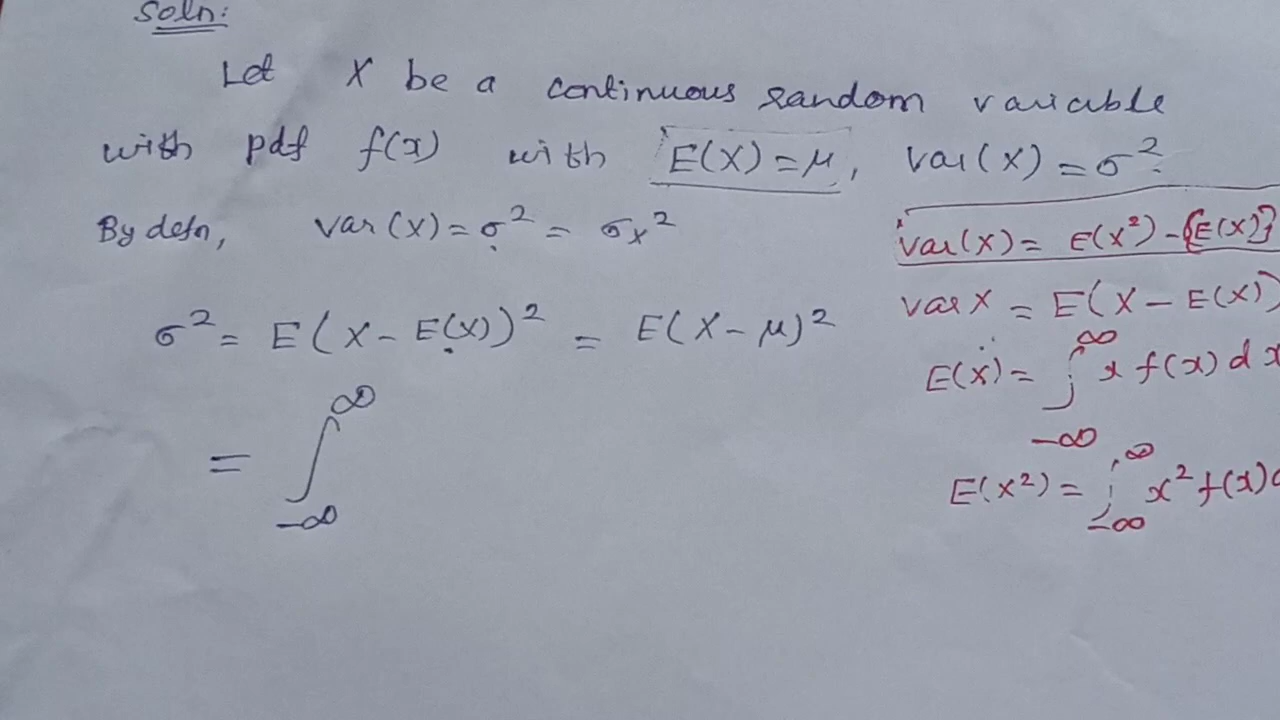 Soln:
Let X be a continuous random variable
with pdf f(x) with E(X) = μ, Var(X) = σ²
By defn, Var(X) = σ² = σx²
σ² = E(X - E(X))² = E(X - μ)²
= ∫ ∞ -∞
Var(X) = E(X²) - {E(X)}
Var X = E(X - E(X)
E(X) = ∫ ∞ -∞ x f(x) dx
E(X²) = ∫ ∞ -∞ x² f(x) d